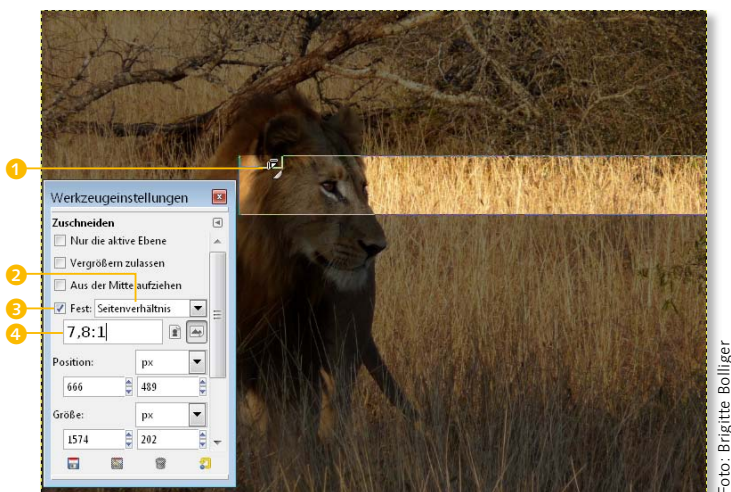 1
Werkzeugeinstellungen
Zuschneiden
Nur die aktive Ebene
Vergrößern zulassen
2
Aus der Mitte aufziehen
3
Fest: Seitenverhältnis
4
7,8:1
Position: px
666 489
Größe: px
1574 202
Foto: Brigitte Bolliger